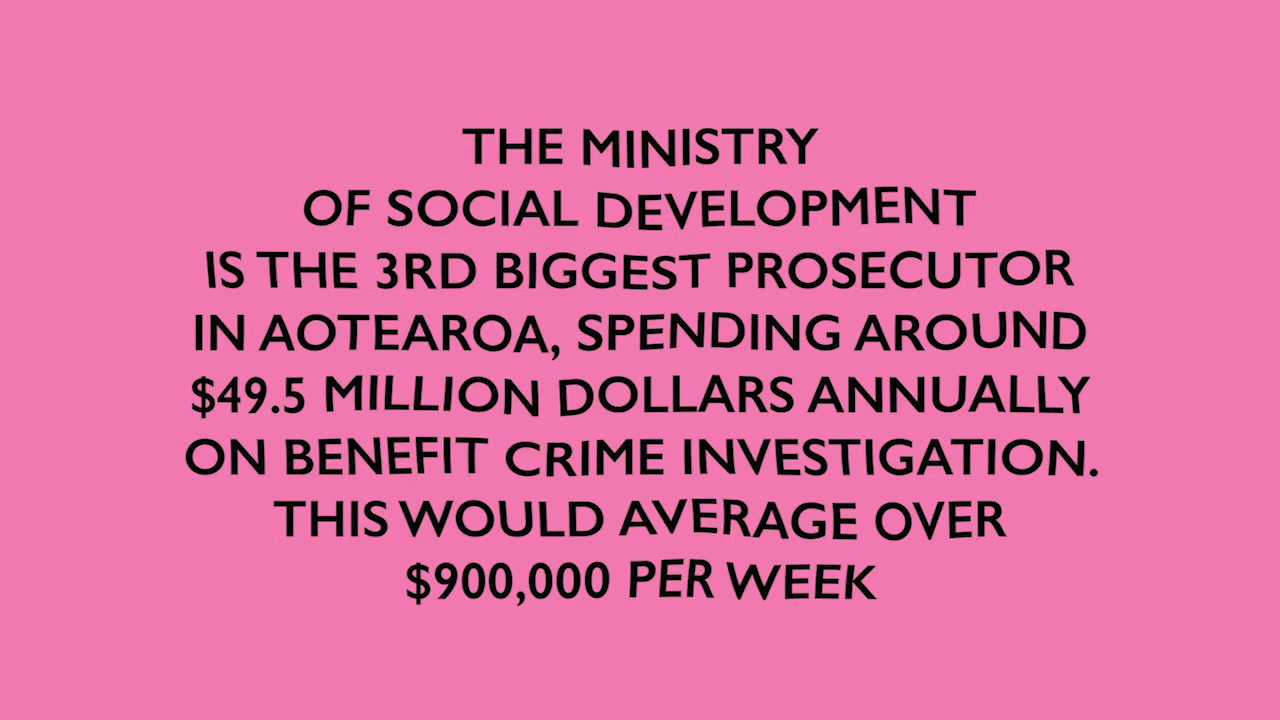 THE MINISTRY
OF SOCIAL DEVELOPMENT
IS THE 3RD BIGGEST PROSECUTOR
IN AOTEAROA, SPENDING AROUND
$49.5 MILLION DOLLARS ANNUALLY
ON BENEFIT CRIME INVESTIGATION.
THIS WOULD AVERAGE OVER
$900,000 PER WEEK